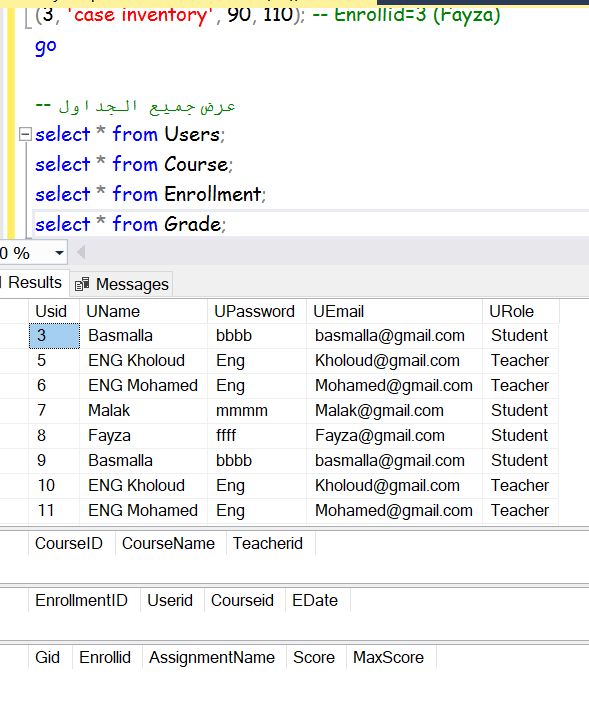 (3, 'case inventory', 90, 110); -- Enrollid=3 (Fayza)
go
-- عرض جميع الجداول
select * from Users;
select * from Course;
select * from Enrollment;
select * from Grade;
0 %
Results Messages
Usid UName UPassword UEmail URole
3 Basmalla bbbb basmalla@gmail.com Student
5 ENG Kholoud Eng Kholoud@gmail.com Teacher
6 ENG Mohamed Eng Mohamed@gmail.com Teacher
7 Malak mmmm Malak@gmail.com Student
8 Fayza ffff Fayza@gmail.com Student
9 Basmalla bbbb basmalla@gmail.com Student
10 ENG Kholoud Eng Kholoud@gmail.com Teacher
11 ENG Mohamed Eng Mohamed@gmail.com Teacher
CourseID CourseName Teacherid
EnrollmentID Userid Courseid EDate
Gid Enrollid AssignmentName Score MaxScore